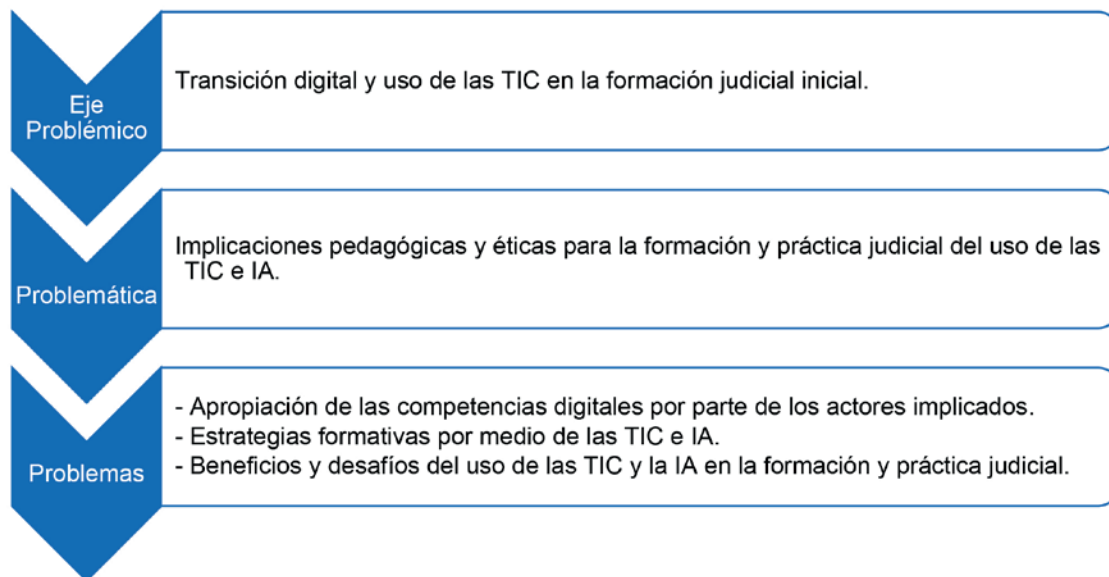 Eje
Problémico
Transición digital y uso de las TIC en la formación judicial inicial.
Problemática
Implicaciones pedagógicas y éticas para la formación y práctica judicial del uso de las
TIC e IA.
Problemas
- Apropiación de las competencias digitales por parte de los actores implicados.
- Estrategias formativas por medio de las TIC e IA.
- Beneficios y desafíos del uso de las TIC y la IA en la formación y práctica judicial.